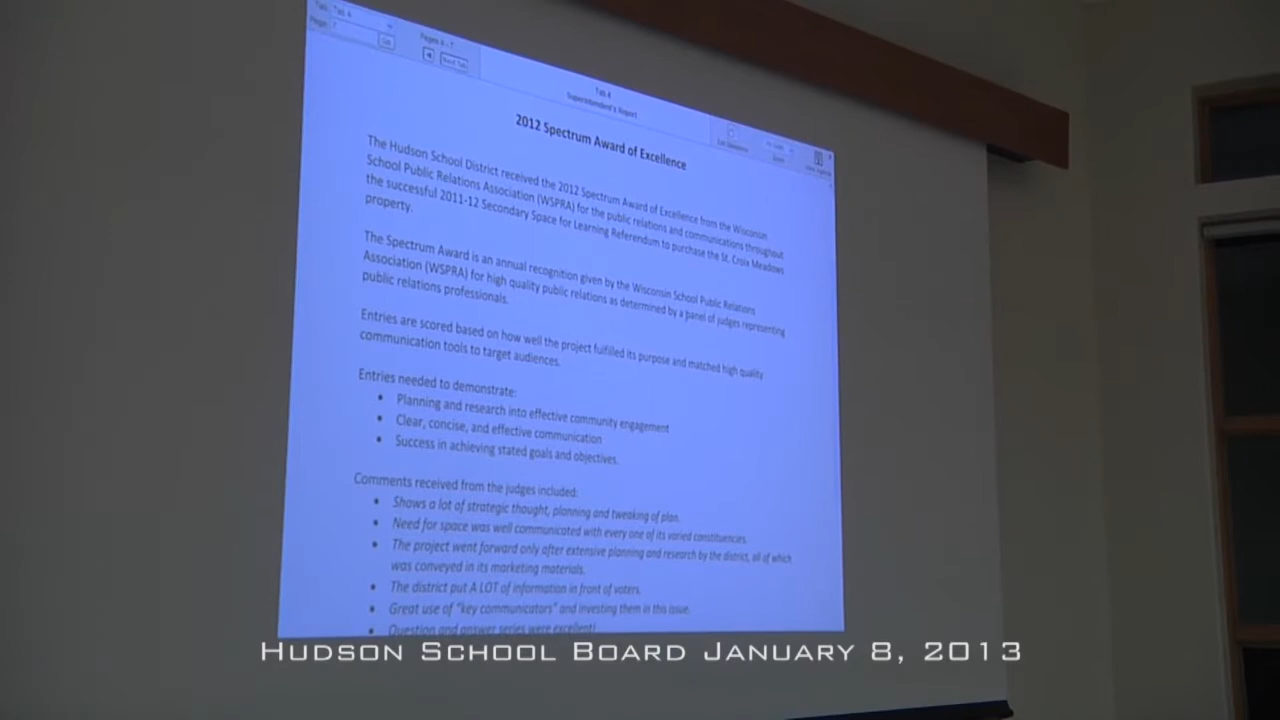 Tab: Tab A
Page: 7
Go
Pages 4 - 7
Next Tab
Tab A
Superintendent's Report
2012 Spectrum Award of Excellence
The Hudson School District received the 2012 Spectrum Award of Excellence from the Wisconsin
School Public Relations Association (WSPRA) for the public relations and communications throughout
the successful 2011-12 Secondary Space for Learning Referendum to purchase the St. Croix Meadows
property.
The Spectrum Award is an annual recognition given by the Wisconsin School Public Relations
Association (WSPRA) for high quality public relations as determined by a panel of judges representing
public relations professionals.
Entries are scored based on how well the project fulfilled its purpose and matched high quality
communication tools to target audiences.
Entries needed to demonstrate:
• Planning and research into effective community engagement
• Clear, concise, and effective communication
• Success in achieving stated goals and objectives.
Comments received from the judges included:
• Shows a lot of strategic thought, planning and tweaking of plan.
• Need for space was well communicated with every one of its varied constituencies.
• The project went forward only after extensive planning and research by the district, all of which
was conveyed in its marketing materials.
• The district put A LOT of information in front of voters.
• Great use of "key communicators" and investing them in this issue.
• Question and answer series were excellent!
Hudson School Board January 8, 2013